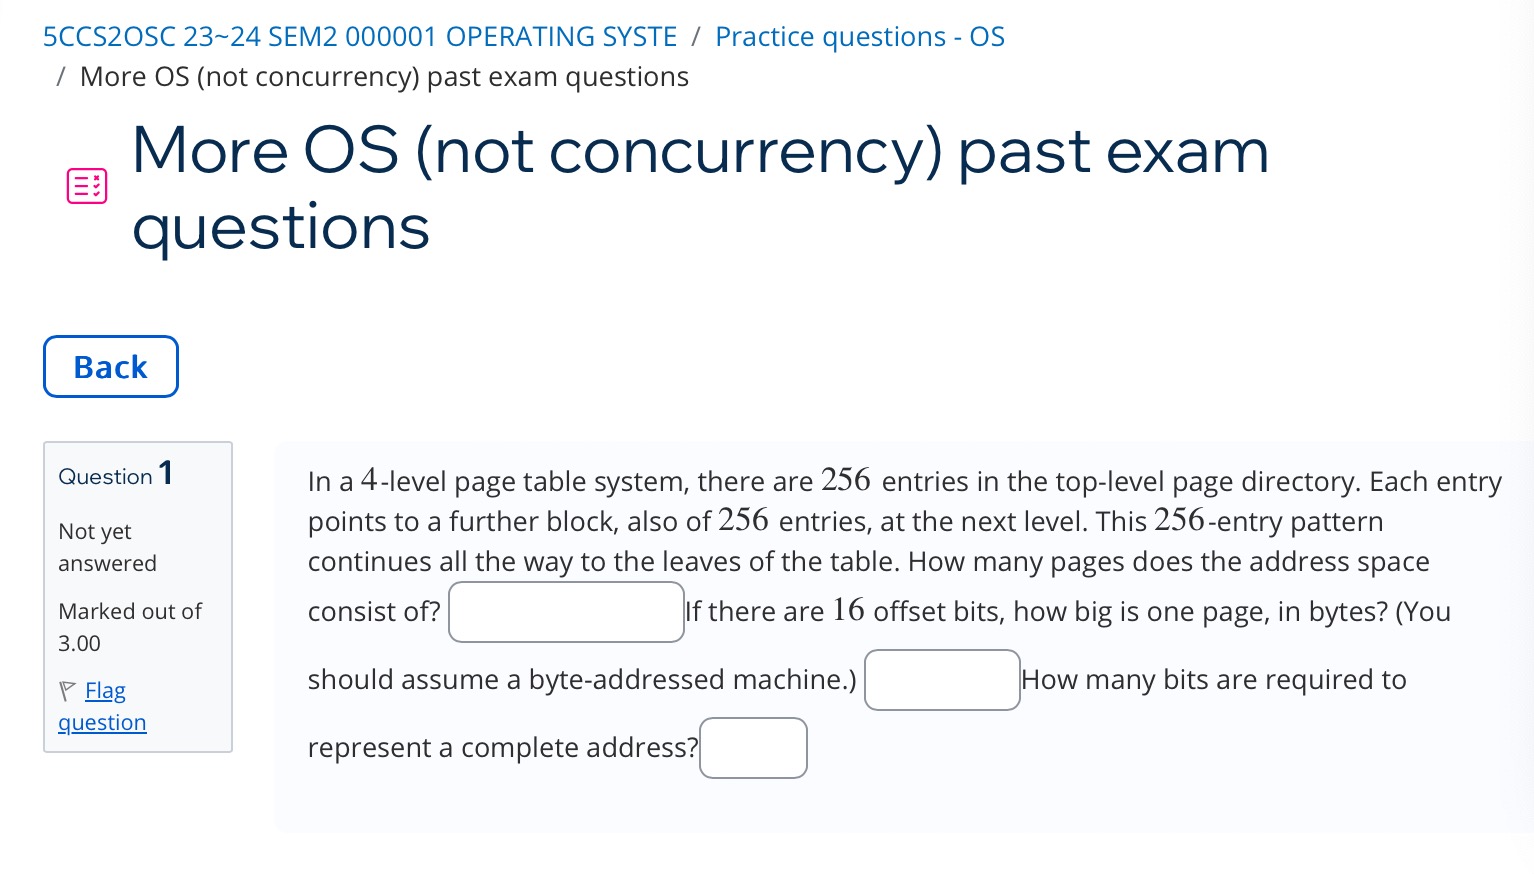 5CCS2OSC 23~24 SEM2 000001 OPERATING SYSTE / Practice questions - OS
/ More OS (not concurrency) past exam questions
More OS (not concurrency) past exam
questions
Back
Question 1
Not yet
answered
Marked out of
3.00
Flag
question
In a 4-level page table system, there are 256 entries in the top-level page directory. Each entry
points to a further block, also of 256 entries, at the next level. This 256-entry pattern
continues all the way to the leaves of the table. How many pages does the address space
consist of? If there are 16 offset bits, how big is one page, in bytes? (You
should assume a byte-addressed machine.) How many bits are required to
represent a complete address?